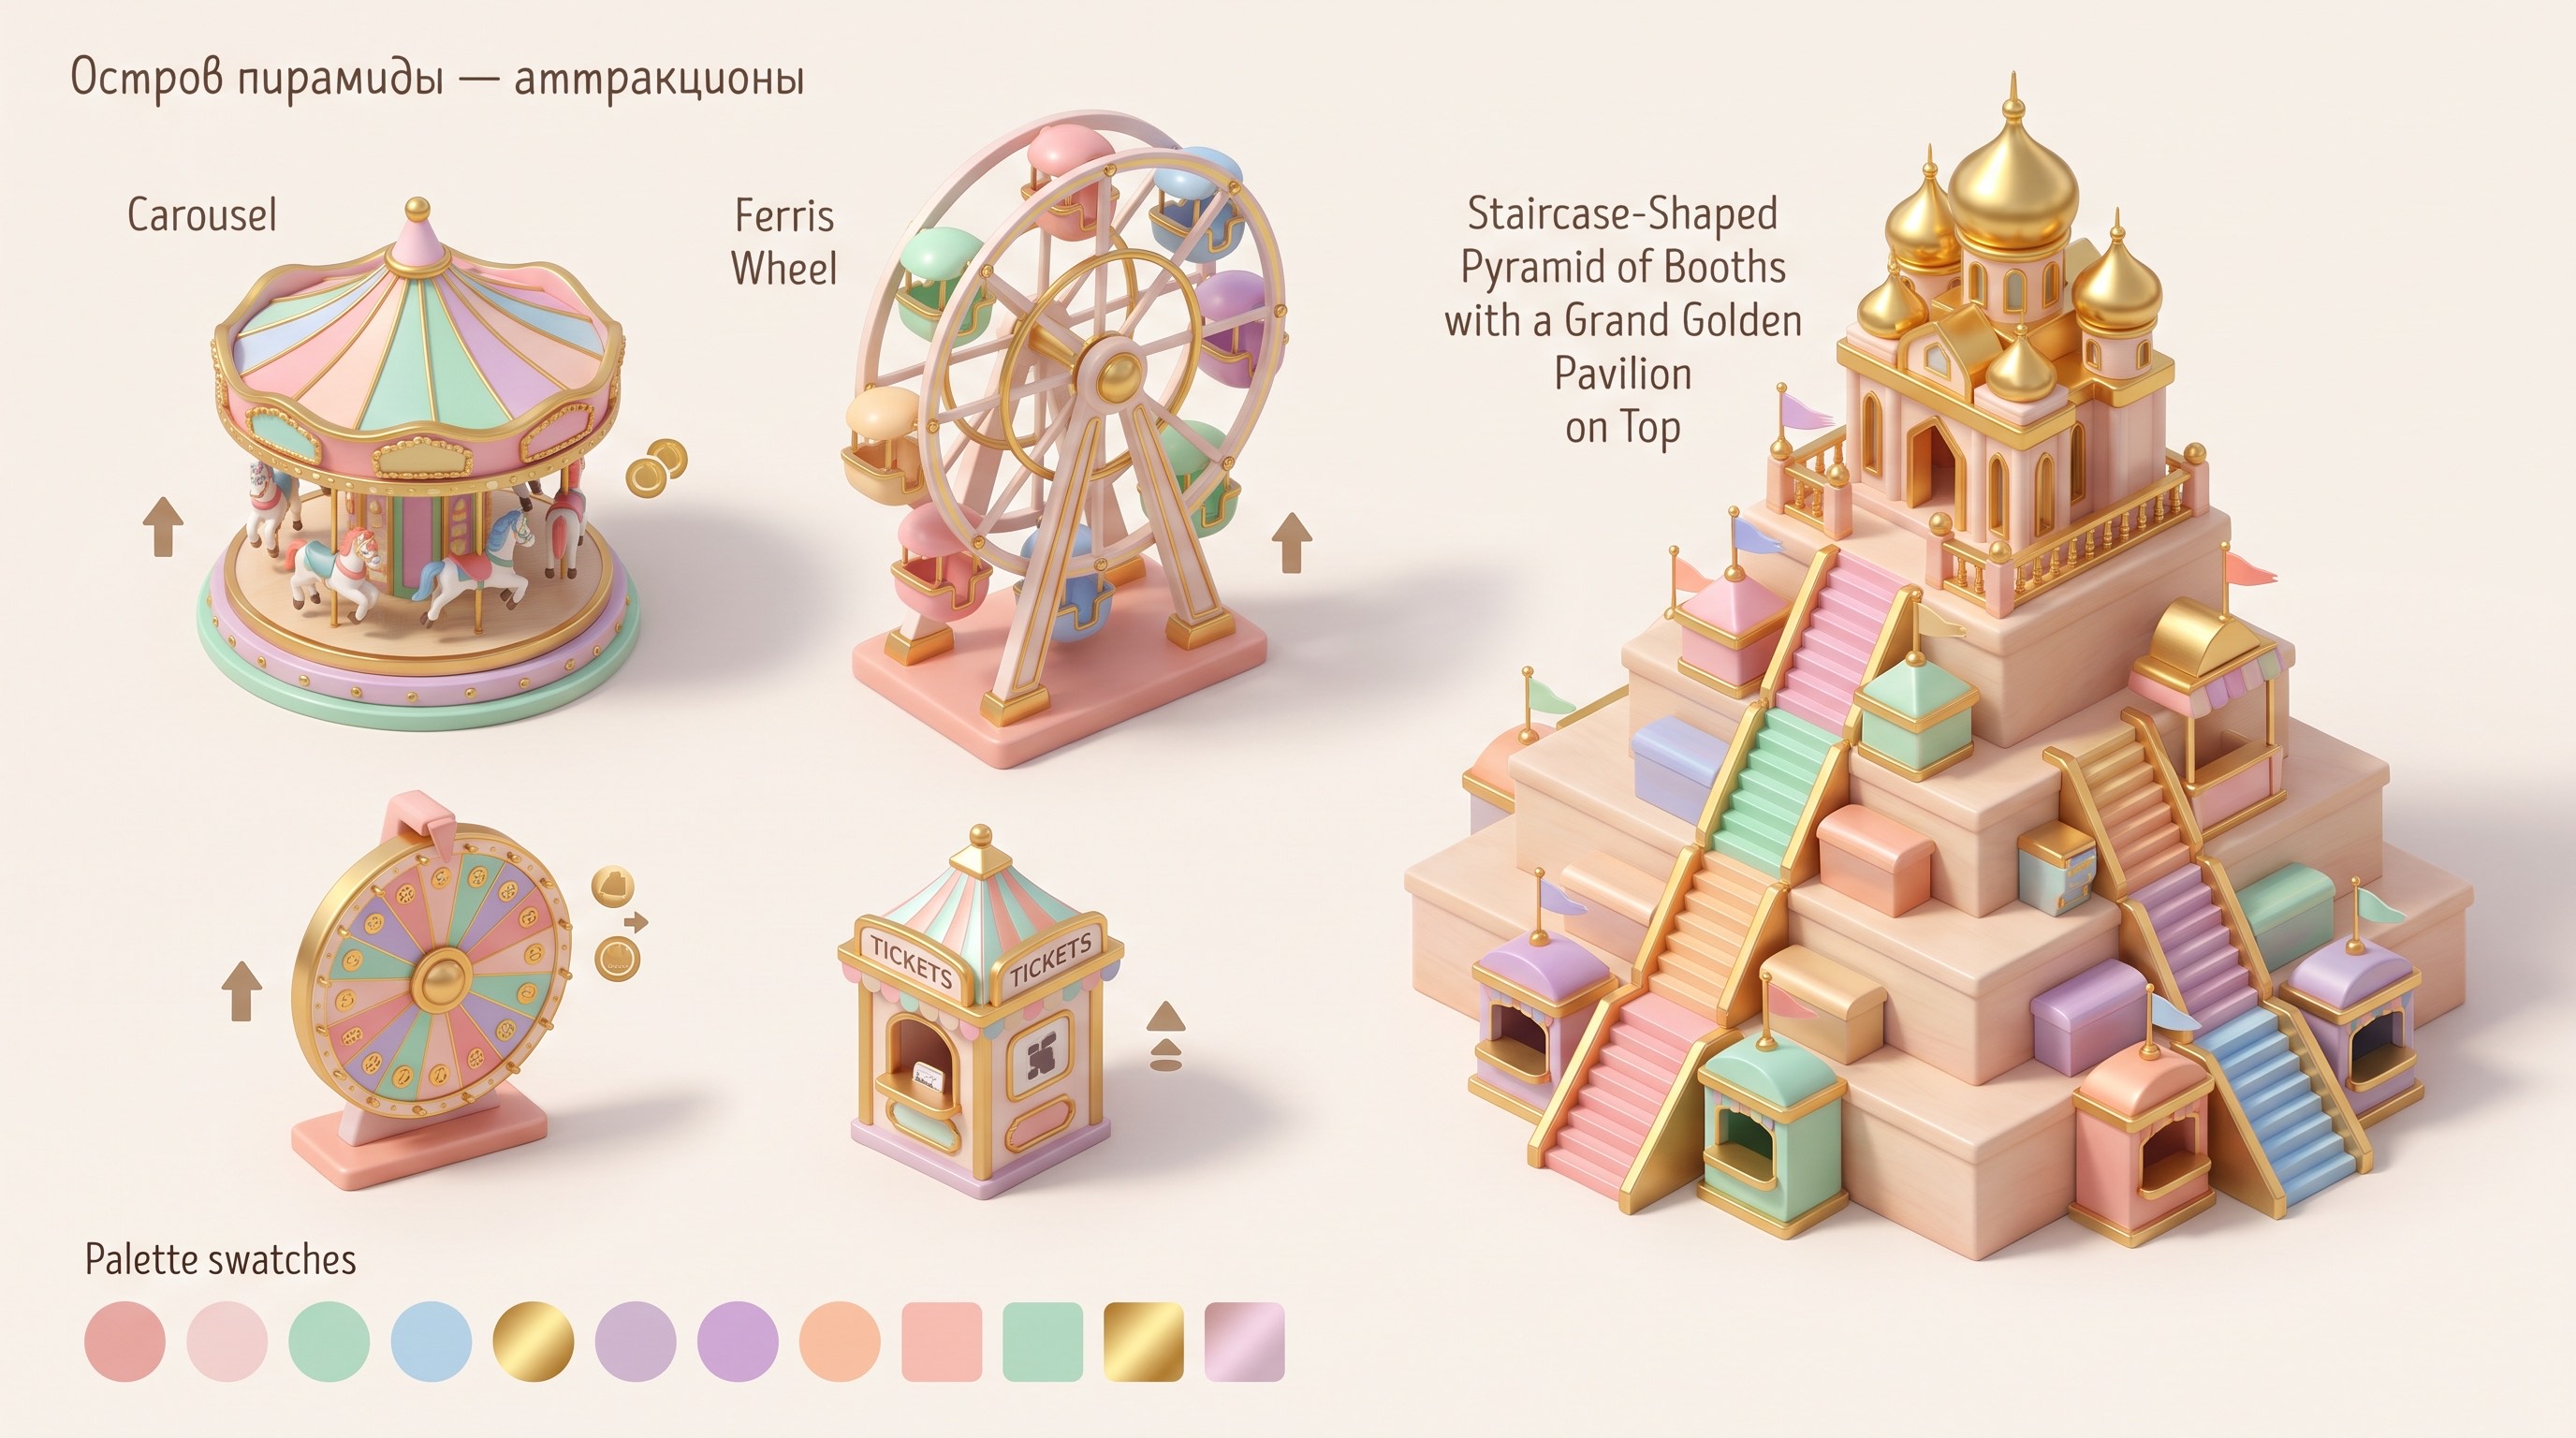 Остров пирамиды — аттракционы
Carousel
Ferris
Wheel
Staircase-Shaped
Pyramid of Booths
with a Grand Golden
Pavilion
on Top
TICKETS
TICKETS
Palette swatches